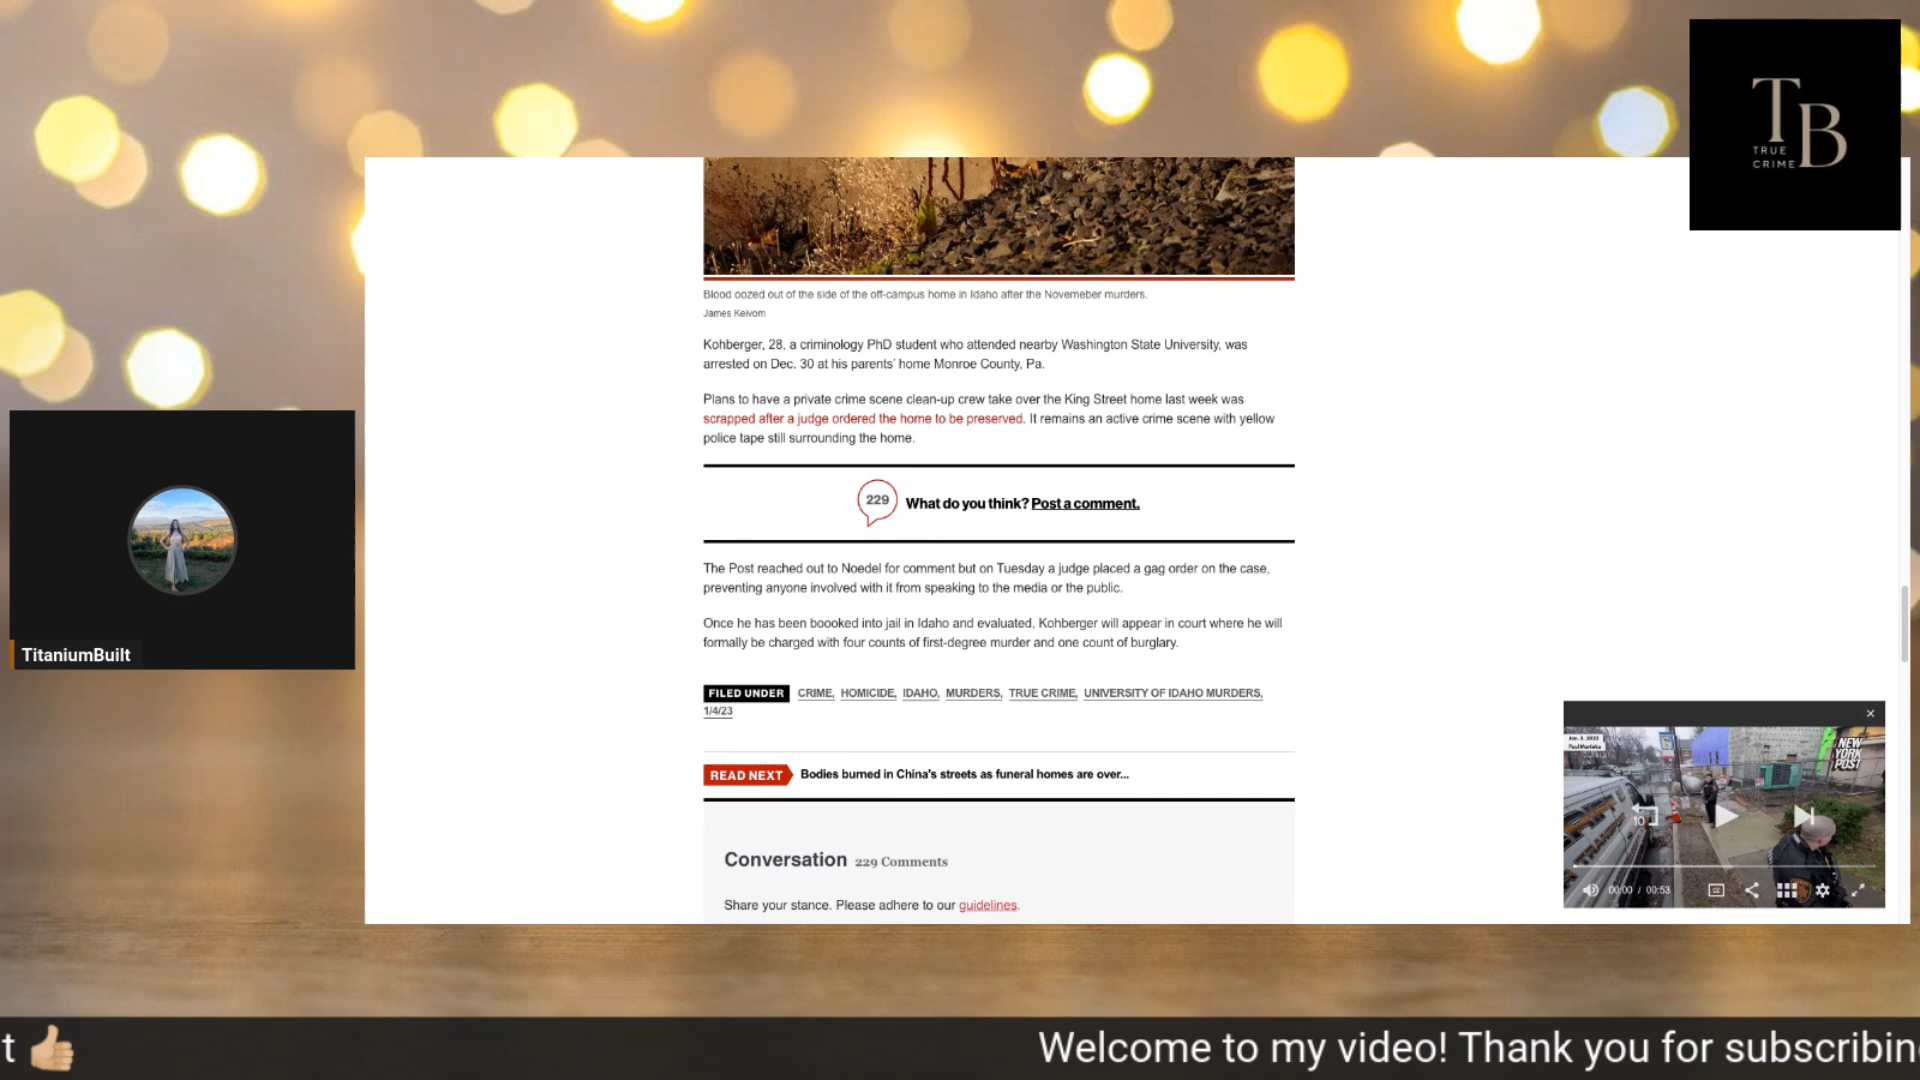 T B
TRUE
CRIME
Blood oozed out of the side of the off-campus home in Idaho after the Novemeber murders.
James Keivom
Kohberger, 28, a criminology PhD student who attended nearby Washington State University, was
arrested on Dec. 30 at his parents' home Monroe County, Pa.
Plans to have a private crime scene clean-up crew take over the King Street home last week was
scrapped after a judge ordered the home to be preserved. It remains an active crime scene with yellow
police tape still surrounding the home.
229 What do you think? Post a comment.
The Post reached out to Noedel for comment but on Tuesday a judge placed a gag order on the case,
preventing anyone involved with it from speaking to the media or the public.
Once he has been boooked into jail in Idaho and evaluated, Kohberger will appear in court where he will
formally be charged with four counts of first-degree murder and one count of burglary.
FILED UNDER CRIME, HOMICIDE, IDAHO, MURDERS, TRUE CRIME, UNIVERSITY OF IDAHO MURDERS,
1/4/23
READ NEXT Bodies burned in China's streets as funeral homes are over...
Conversation 229 Comments
Share your stance. Please adhere to our guidelines.
TitaniumBuilt
Jan. 3, 2022
Paul Martinka
NEW
YORK
POST
10
00:00 / 00:53
t 👍🏼 Welcome to my video! Thank you for subscribin